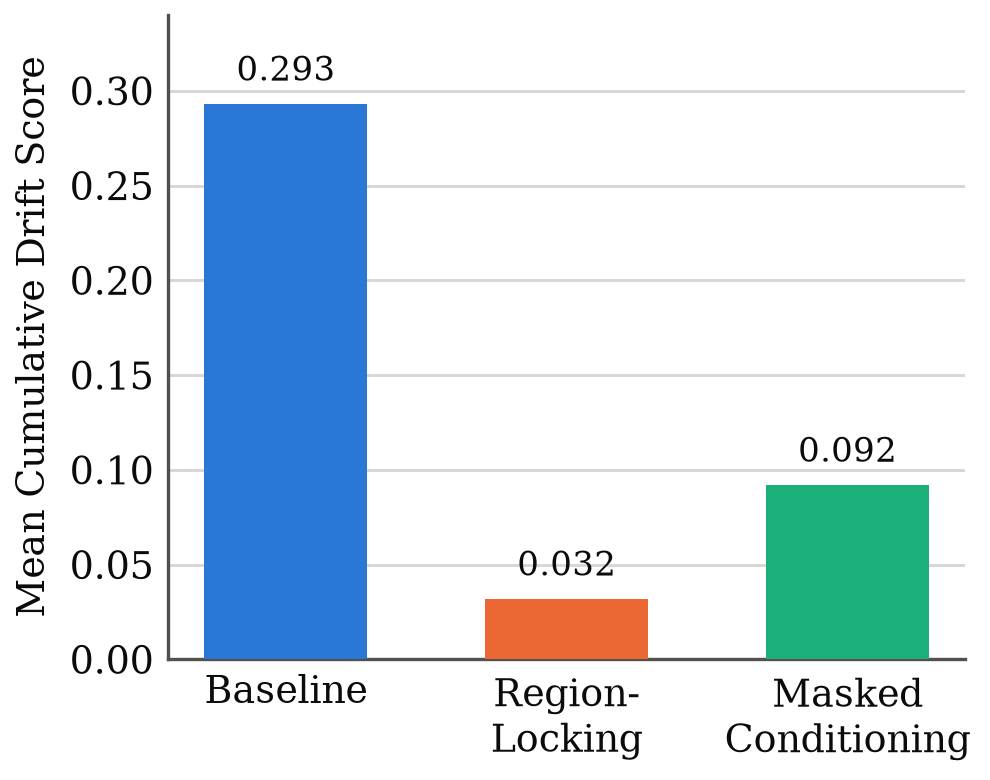 Mean Cumulative Drift Score
0.30
0.25
0.20
0.15
0.10
0.05
0.00
0.293
0.032
0.092
Baseline
Region-
Locking
Masked
Conditioning